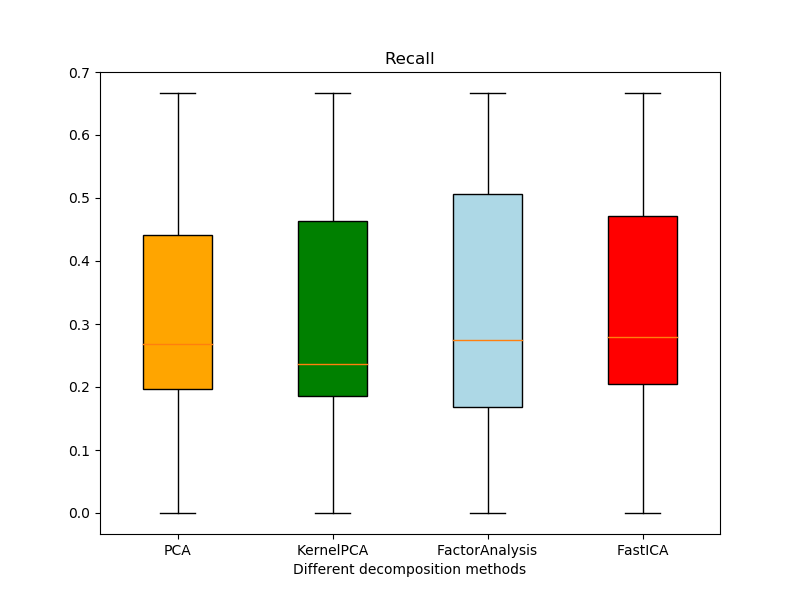 Recall
0.7
0.6
0.5
0.4
0.3
0.2
0.1
0.0
PCA KernelPCA FactorAnalysis FastICA
Different decomposition methods